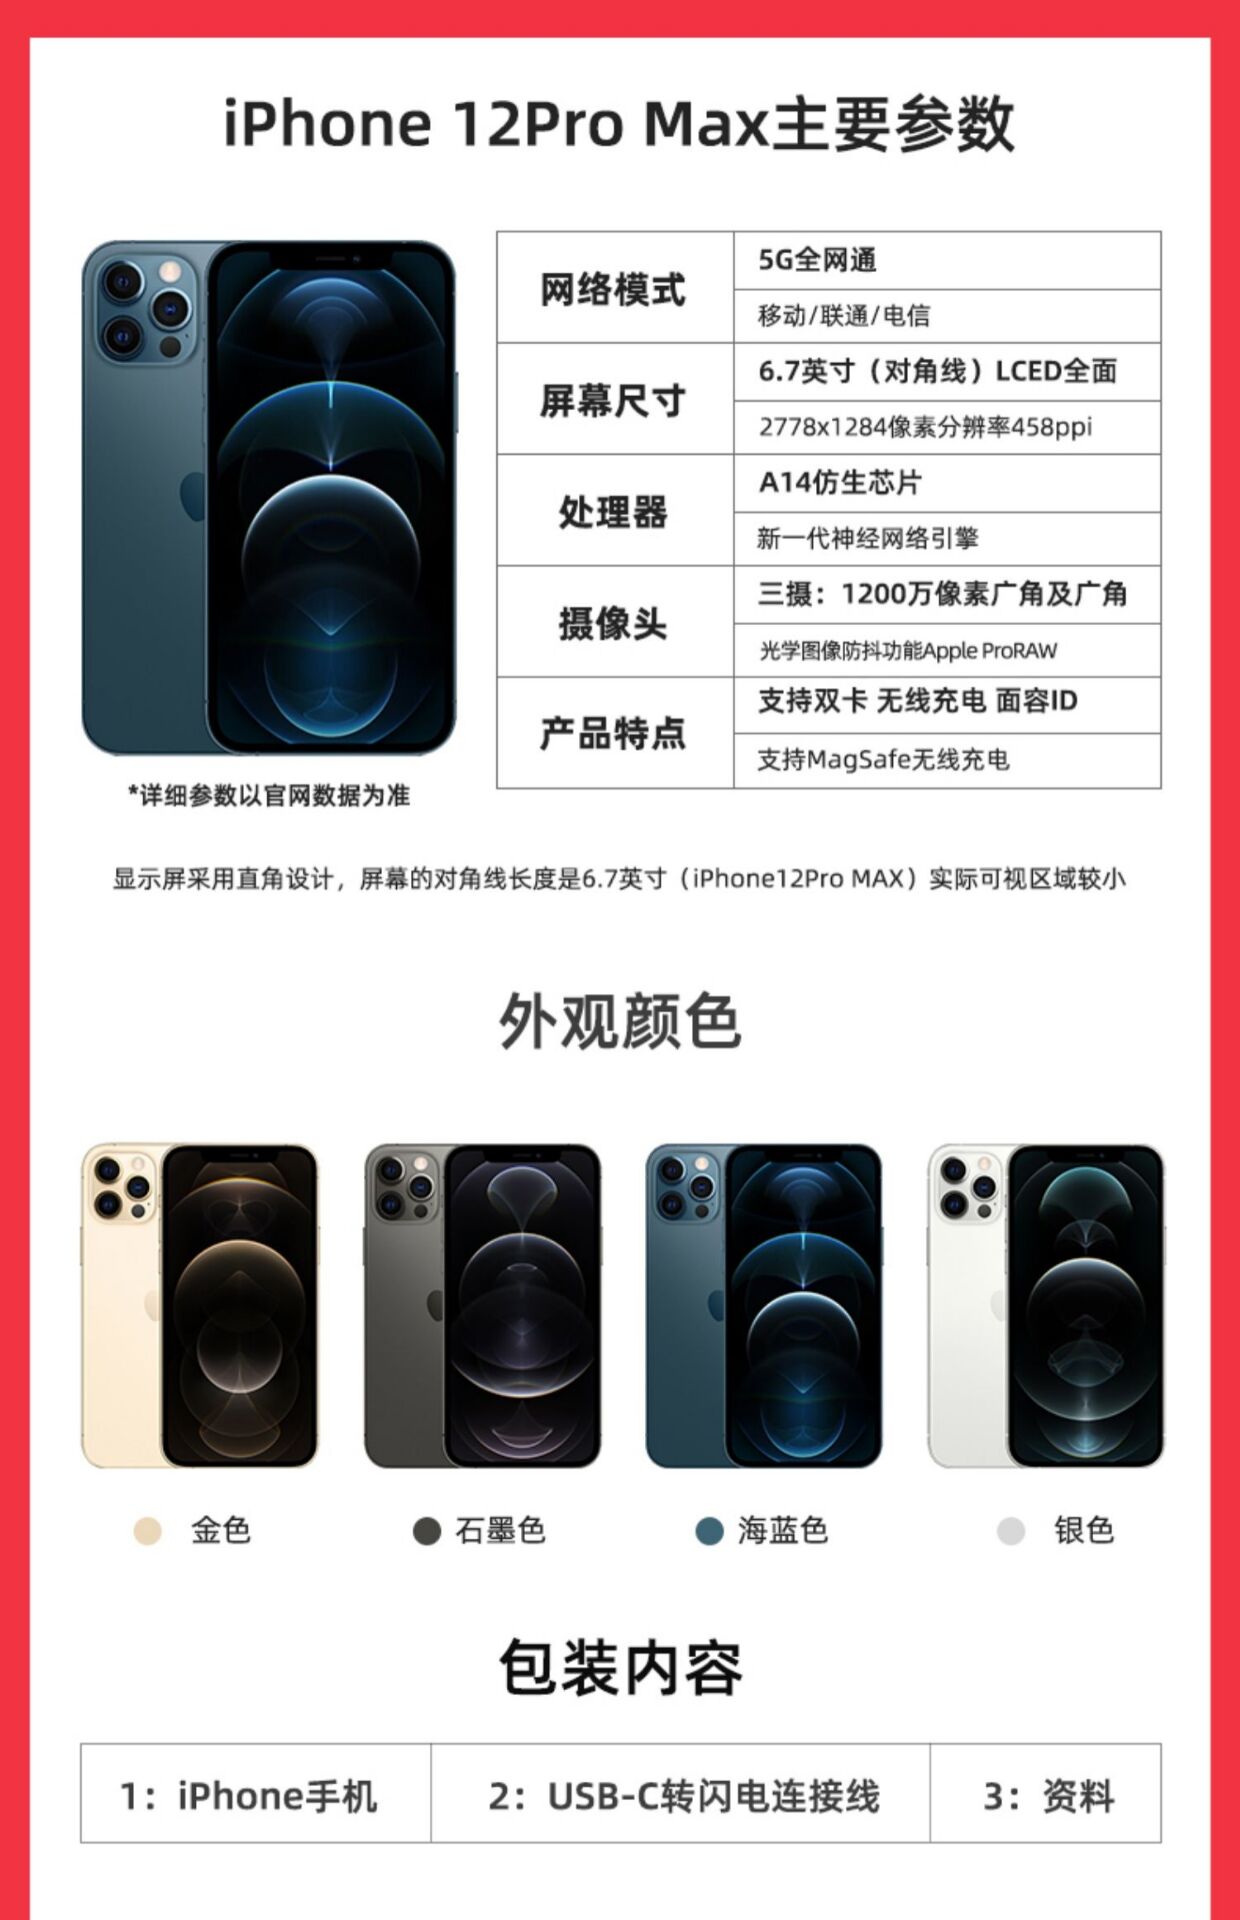 iPhone 12Pro Max主要参数
网络模式
5G全网通
移动/联通/电信
屏幕尺寸
6.7英寸（对角线）LCED全面
2778x1284像素分辨率458ppi
处理器
A14仿生芯片
新一代神经网络引擎
摄像头
三摄：1200万像素广角及广角
光学图像防抖功能Apple ProRAW
产品特点
支持双卡 无线充电 面容ID
支持MagSafe无线充电
*详细参数以官网数据为准
显示屏采用直角设计，屏幕的对角线长度是6.7英寸（iPhone12Pro MAX）实际可视区域较小
外观颜色
金色
石墨色
海蓝色
银色
包装内容
1：iPhone手机
2：USB-C转闪电连接线
3：资料